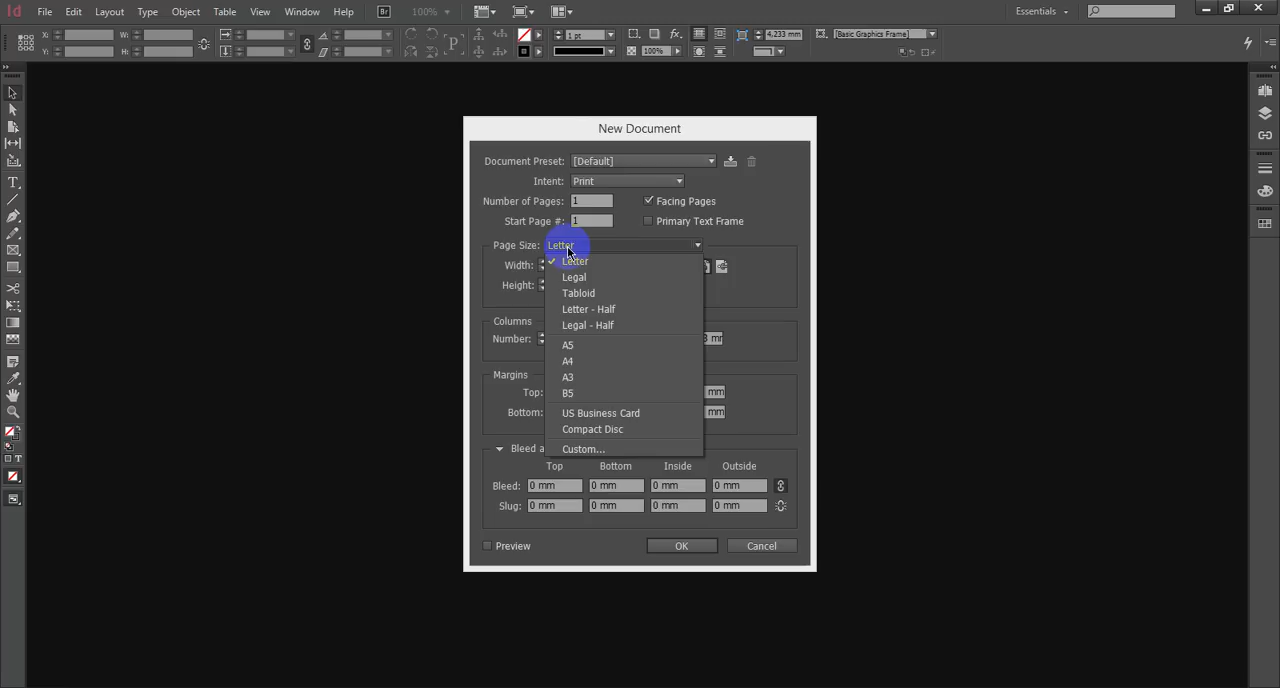 Id File Edit Layout Type Object Table View Window Help Br 100% Essentials
X: W: 1 pt 4,233 mm [Basic Graphics Frame]
Y: H: 100%
New Document
Document Preset: [Default]
Intent: Print
Number of Pages: 1 Facing Pages
Start Page #: 1 Primary Text Frame
Page Size: Letter
Width: Letter
Legal
Height:
Tabloid
Letter - Half
Columns Legal - Half
Number: mm
A5
A4
Margins A3
Top: B5 mm
Bottom: US Business Card mm
Compact Disc
Custom...
Top Bottom Inside Outside
Bleed: 0 mm 0 mm 0 mm 0 mm
Slug: 0 mm 0 mm 0 mm 0 mm
Preview OK Cancel